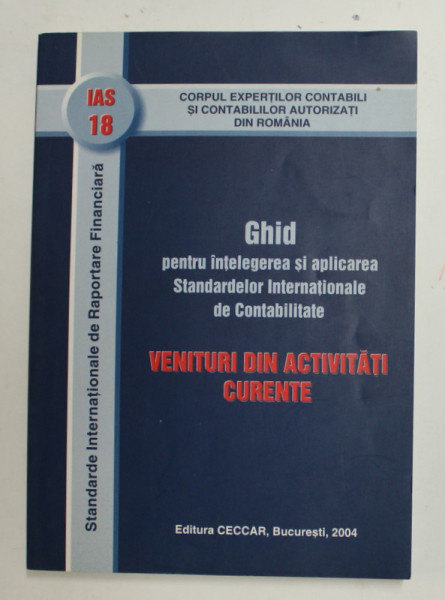 IAS
18
CORPUL EXPERȚILOR CONTABILI
ȘI CONTABILILOR AUTORIZAȚI
DIN ROMÂNIA
Standarde Internaționale de Raportare Financiară
Ghid
pentru înțelegerea și aplicarea
Standardelor Internaționale
de Contabilitate
VENITURI DIN ACTIVITĂȚI
CURENTE
Editura CECCAR, București, 2004